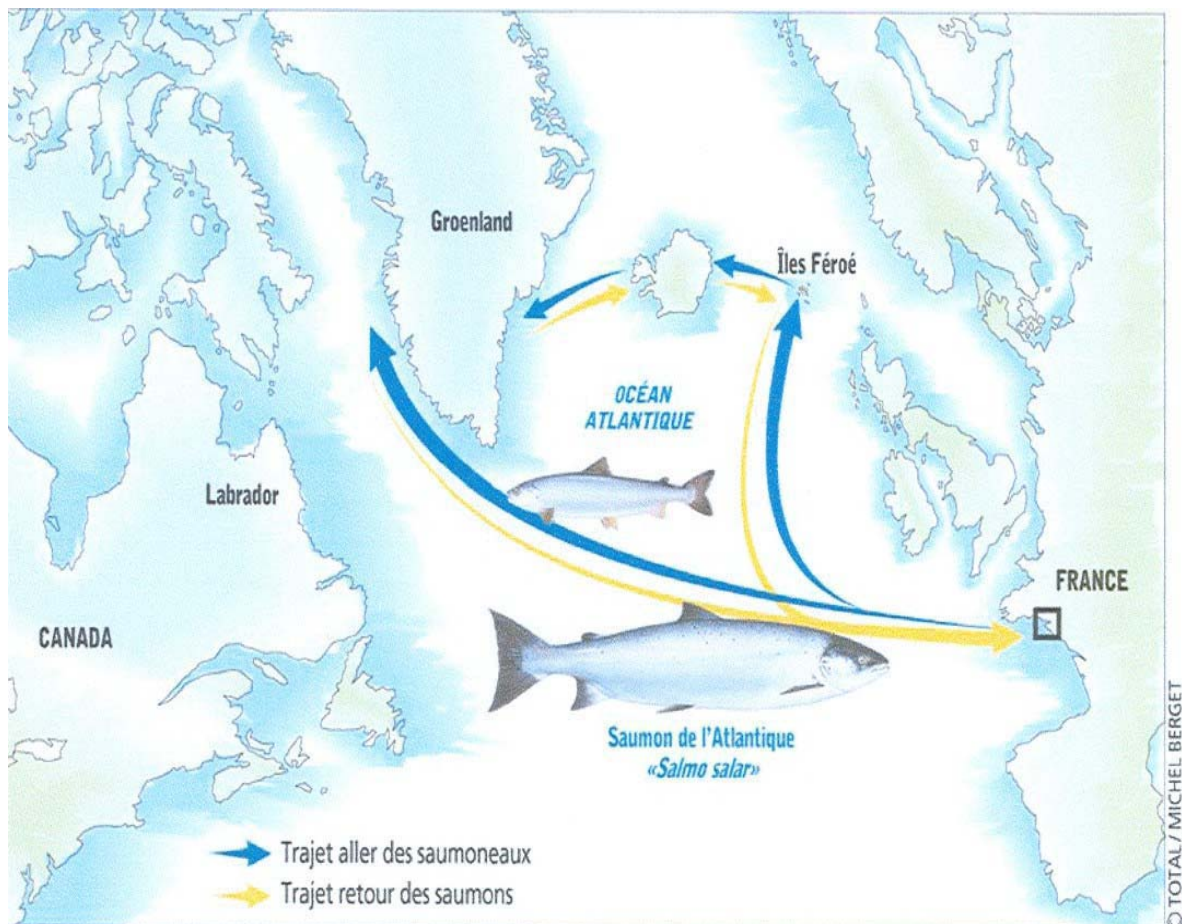 Groenland
Îles Féroé
OCÉAN
ATLANTIQUE
Labrador
FRANCE
CANADA
Saumon de l'Atlantique
«Salmo salar»
Trajet aller des saumoneaux
Trajet retour des saumons
© TOTAL / MICHEL BERGET